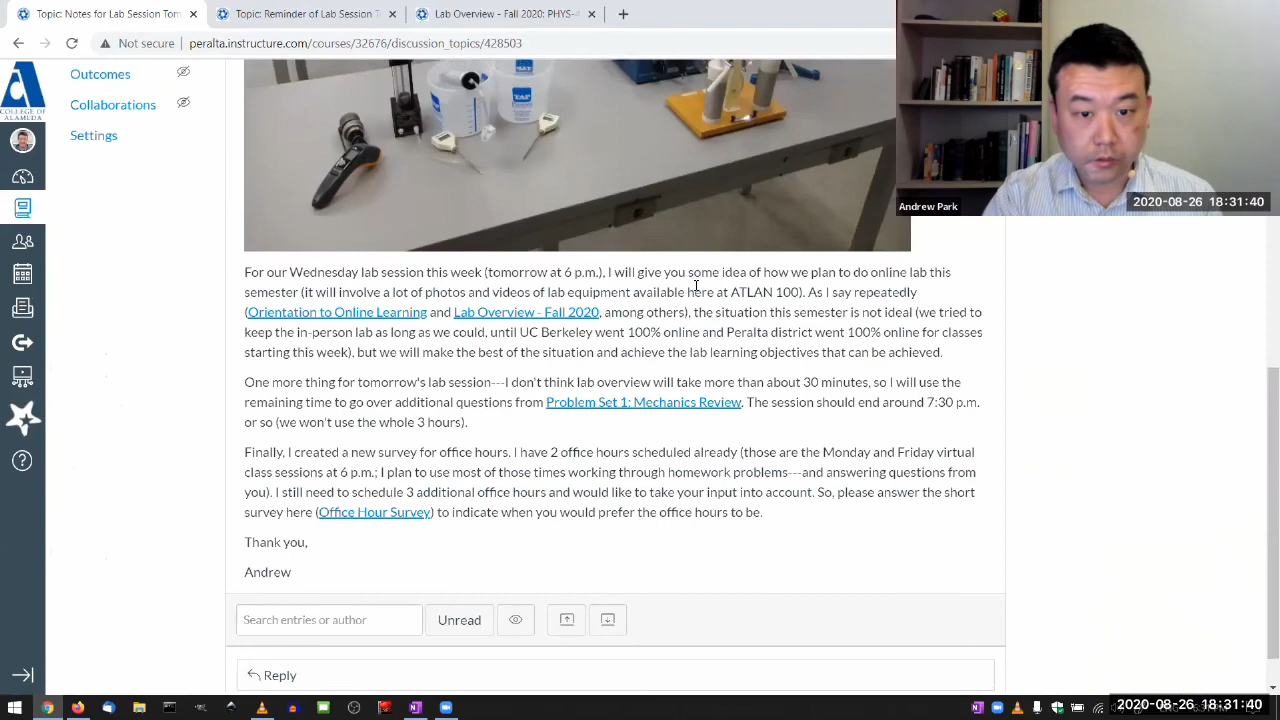 Topic: Notes for Lab Session Tom
Topic: Reminder of Lab Session T
Lab Overview - Fall 2020: PHYS-
Not secure
peralta.instructure.com/courses/32676/discussion_topics/428503
COLLEGE OF
ALAMEDA
Outcomes
Collaborations
Settings
Andrew Park
2020-08-26 18:31:40
For our Wednesday lab session this week (tomorrow at 6 p.m.), I will give you some idea of how we plan to do online lab this
semester (it will involve a lot of photos and videos of lab equipment available here at ATLAN 100). As I say repeatedly
(Orientation to Online Learning and Lab Overview - Fall 2020, among others), the situation this semester is not ideal (we tried to
keep the in-person lab as long as we could, until UC Berkeley went 100% online and Peralta district went 100% online for classes
starting this week), but we will make the best of the situation and achieve the lab learning objectives that can be achieved.
One more thing for tomorrow's lab session---I don't think lab overview will take more than about 30 minutes, so I will use the
remaining time to go over additional questions from Problem Set 1: Mechanics Review. The session should end around 7:30 p.m.
or so (we won't use the whole 3 hours).
Finally, I created a new survey for office hours. I have 2 office hours scheduled already (those are the Monday and Friday virtual
class sessions at 6 p.m.; I plan to use most of those times working through homework problems---and answering questions from
you). I still need to schedule 3 additional office hours and would like to take your input into account. So, please answer the short
survey here (Office Hour Survey) to indicate when you would prefer the office hours to be.
Thank you,
Andrew
Search entries or author
Unread
Reply
2020-08-26 18:31:40